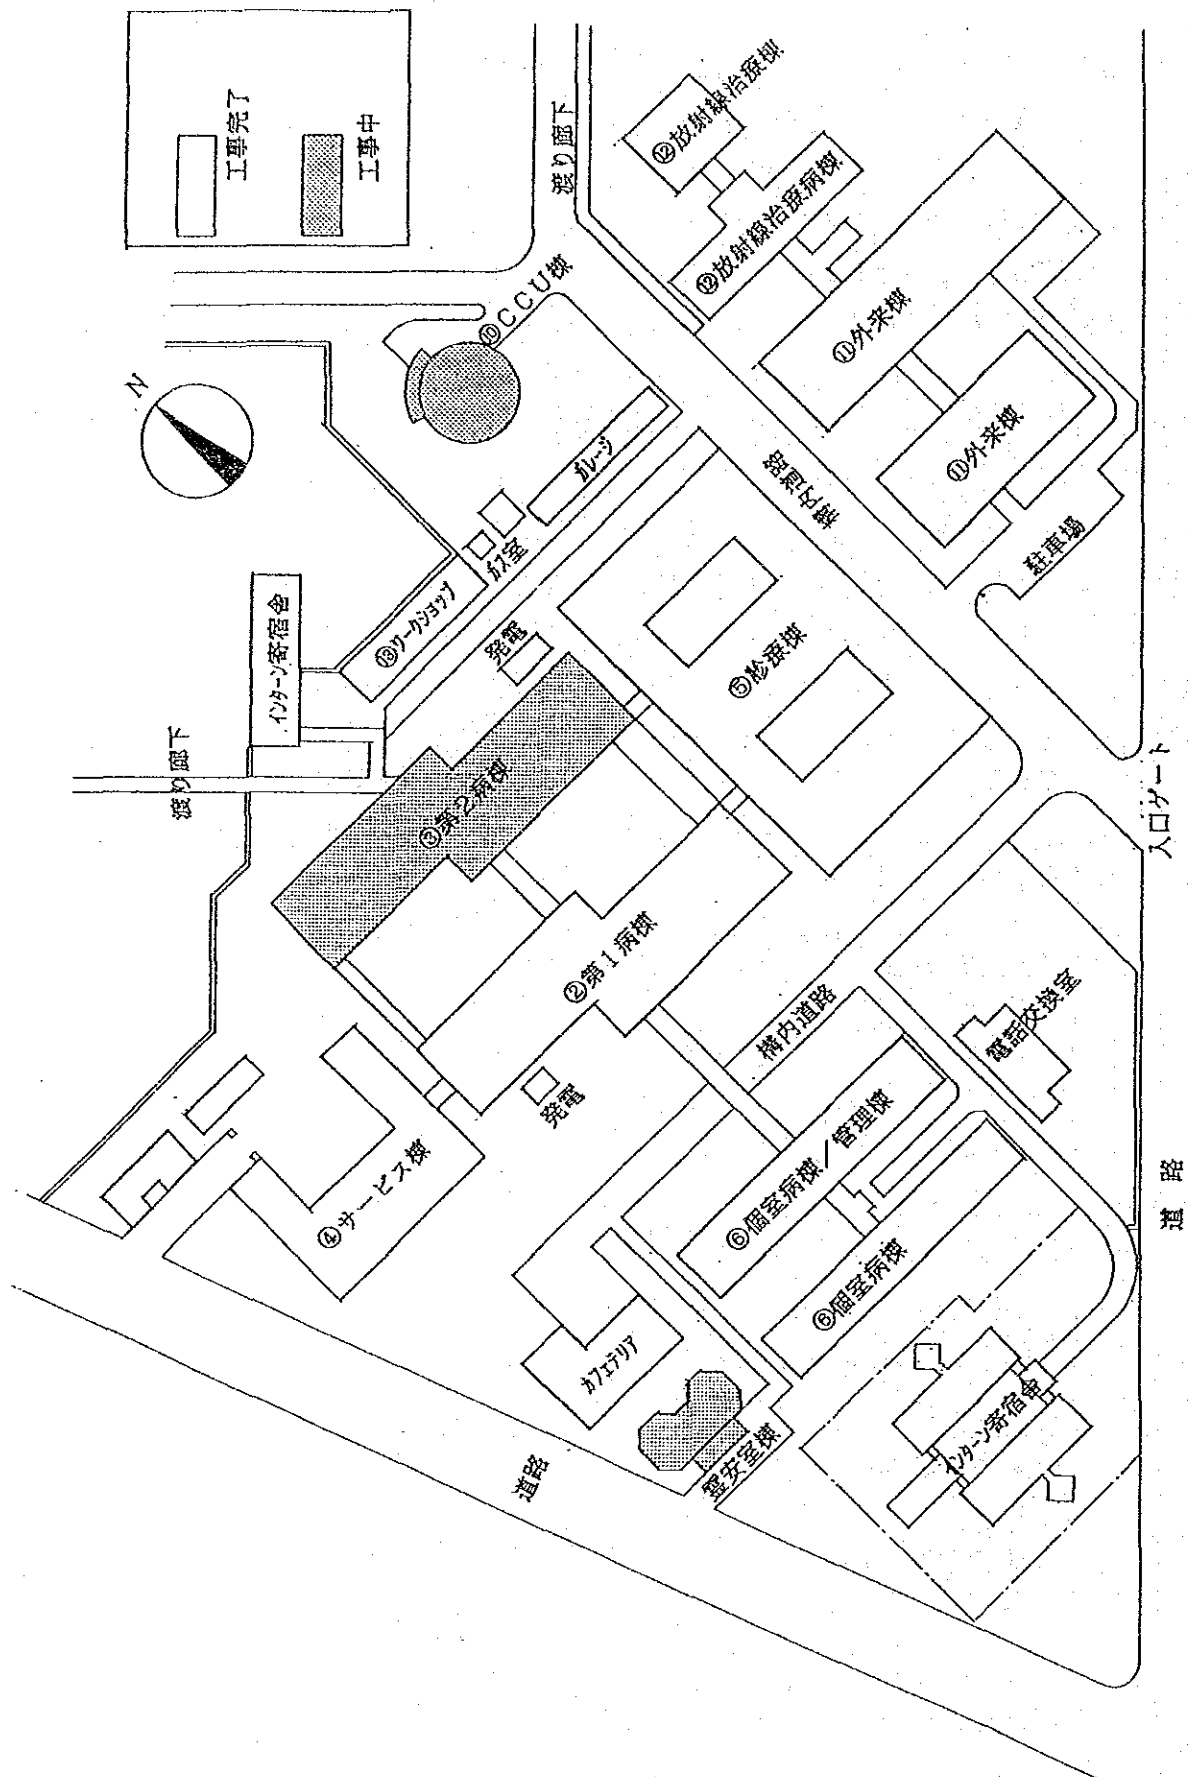 工事完了
工事中
N
渡り廊下
⑫放射線治療棟
⑫放射線治療病棟
⑩CCU棟
⑪外来棟
⑪外来棟
駐車場
構内道路
ガレージ
ガス室
⑬ワークショップ
インターン寄宿舎
渡り廊下
発電
⑤診療棟
③第2病棟
②第1病棟
発電
④サービス棟
構内道路
電話交換室
入口ゲート
⑥個室病棟/管理棟
⑥個室病棟
カフェテリア
霊安室棟
インターン寄宿舎
道路
道路